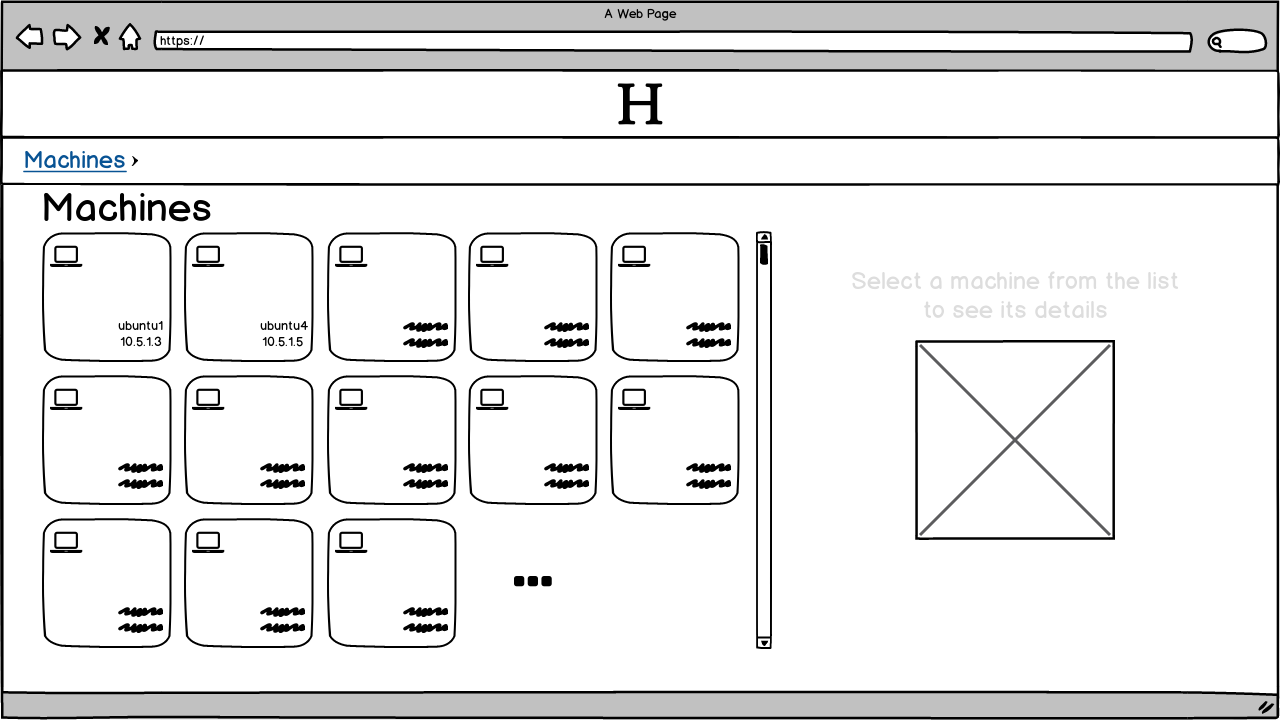 A Web Page
https://
H
Machines
Machines
ubuntu1
10.5.1.3
ubuntu4
10.5.1.5
Select a machine from the list
to see its details